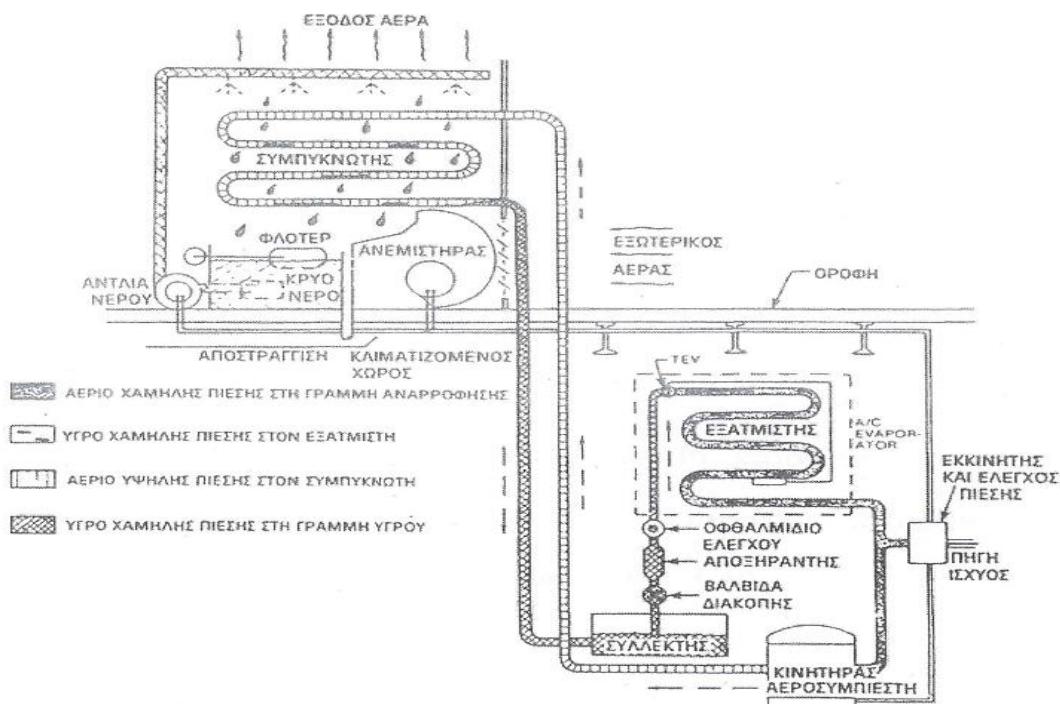 ΕΞΟΔΟΣ ΑΕΡΑ
ΣΥΜΠΥΚΝΩΤΗΣ
ΦΛΟΤΕΡ
ΑΝΕΜΙΣΤΗΡΑΣ
ΑΝΤΛΙΑ
ΝΕΡΟΥ
ΚΡΥΟ
ΝΕΡΟ
ΕΞΩΤΕΡΙΚΟΣ
ΑΕΡΑΣ
ΟΡΟΦΗ
ΑΠΟΣΤΡΑΓΓΙΣΗ
ΚΛΙΜΑΤΙΖΟΜΕΝΟΣ
ΧΩΡΟΣ
ΑΕΡΙΟ ΧΑΜΗΛΗΣ ΠΙΕΣΗΣ ΣΤΗ ΓΡΑΜΜΗ ΑΝΑΡΡΟΦΗΣΗΣ
ΥΓΡΟ ΧΑΜΗΛΗΣ ΠΙΕΣΗΣ ΣΤΟΝ ΕΞΑΤΜΙΣΤΗ
ΑΕΡΙΟ ΥΨΗΛΗΣ ΠΙΕΣΗΣ ΣΤΟΝ ΣΥΜΠΥΚΝΩΤΗ
ΥΓΡΟ ΧΑΜΗΛΗΣ ΠΙΕΣΗΣ ΣΤΗ ΓΡΑΜΜΗ ΥΓΡΟΥ
TEV
ΕΞΑΤΜΙΣΤΗΣ
A/C
EVAPOR-
ATOR
ΕΚΚΙΝΗΤΗΣ
ΚΑΙ ΕΛΕΓΧΟΣ
ΠΙΕΣΗΣ
ΠΗΓΗ
ΙΣΧΥΟΣ
ΟΦΘΑΛΜΙΔΙΟ
ΕΛΕΓΧΟΥ
ΑΠΟΞΗΡΑΝΤΗΣ
ΒΑΛΒΙΔΑ
ΔΙΑΚΟΠΗΣ
ΣΥΛΛΕΚΤΗΣ
ΚΙΝΗΤΗΡΑΣ
ΑΕΡΟΣΥΜΠΙΕΣΤΗ